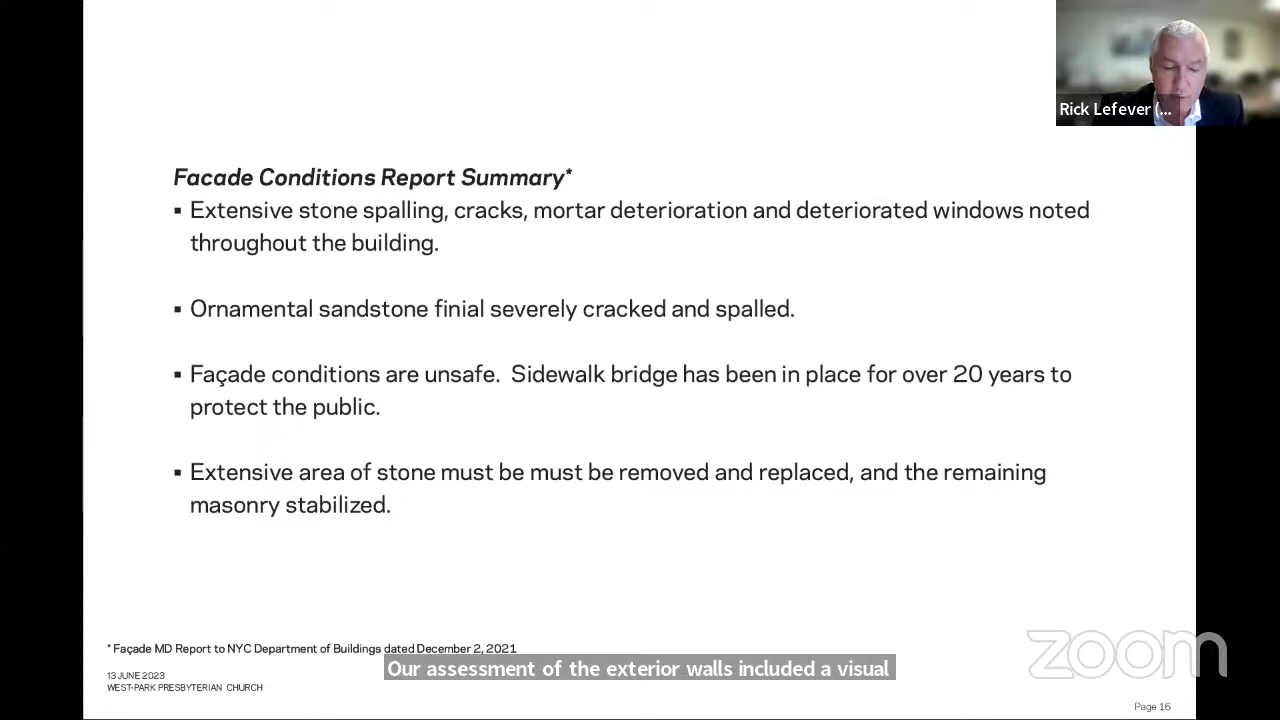 Rick Lefever (...
Facade Conditions Report Summary*
▪ Extensive stone spalling, cracks, mortar deterioration and deteriorated windows noted
throughout the building.
▪ Ornamental sandstone finial severely cracked and spalled.
▪ Façade conditions are unsafe.  Sidewalk bridge has been in place for over 20 years to
protect the public.
▪ Extensive area of stone must be must be removed and replaced, and the remaining
masonry stabilized.
* Façade MD Report to NYC Department of Buildings dated December 2, 2021
Our assessment of the exterior walls included a visual
13 JUNE 2023
WEST-PARK PRESBYTERIAN CHURCH
zoom
Page 16